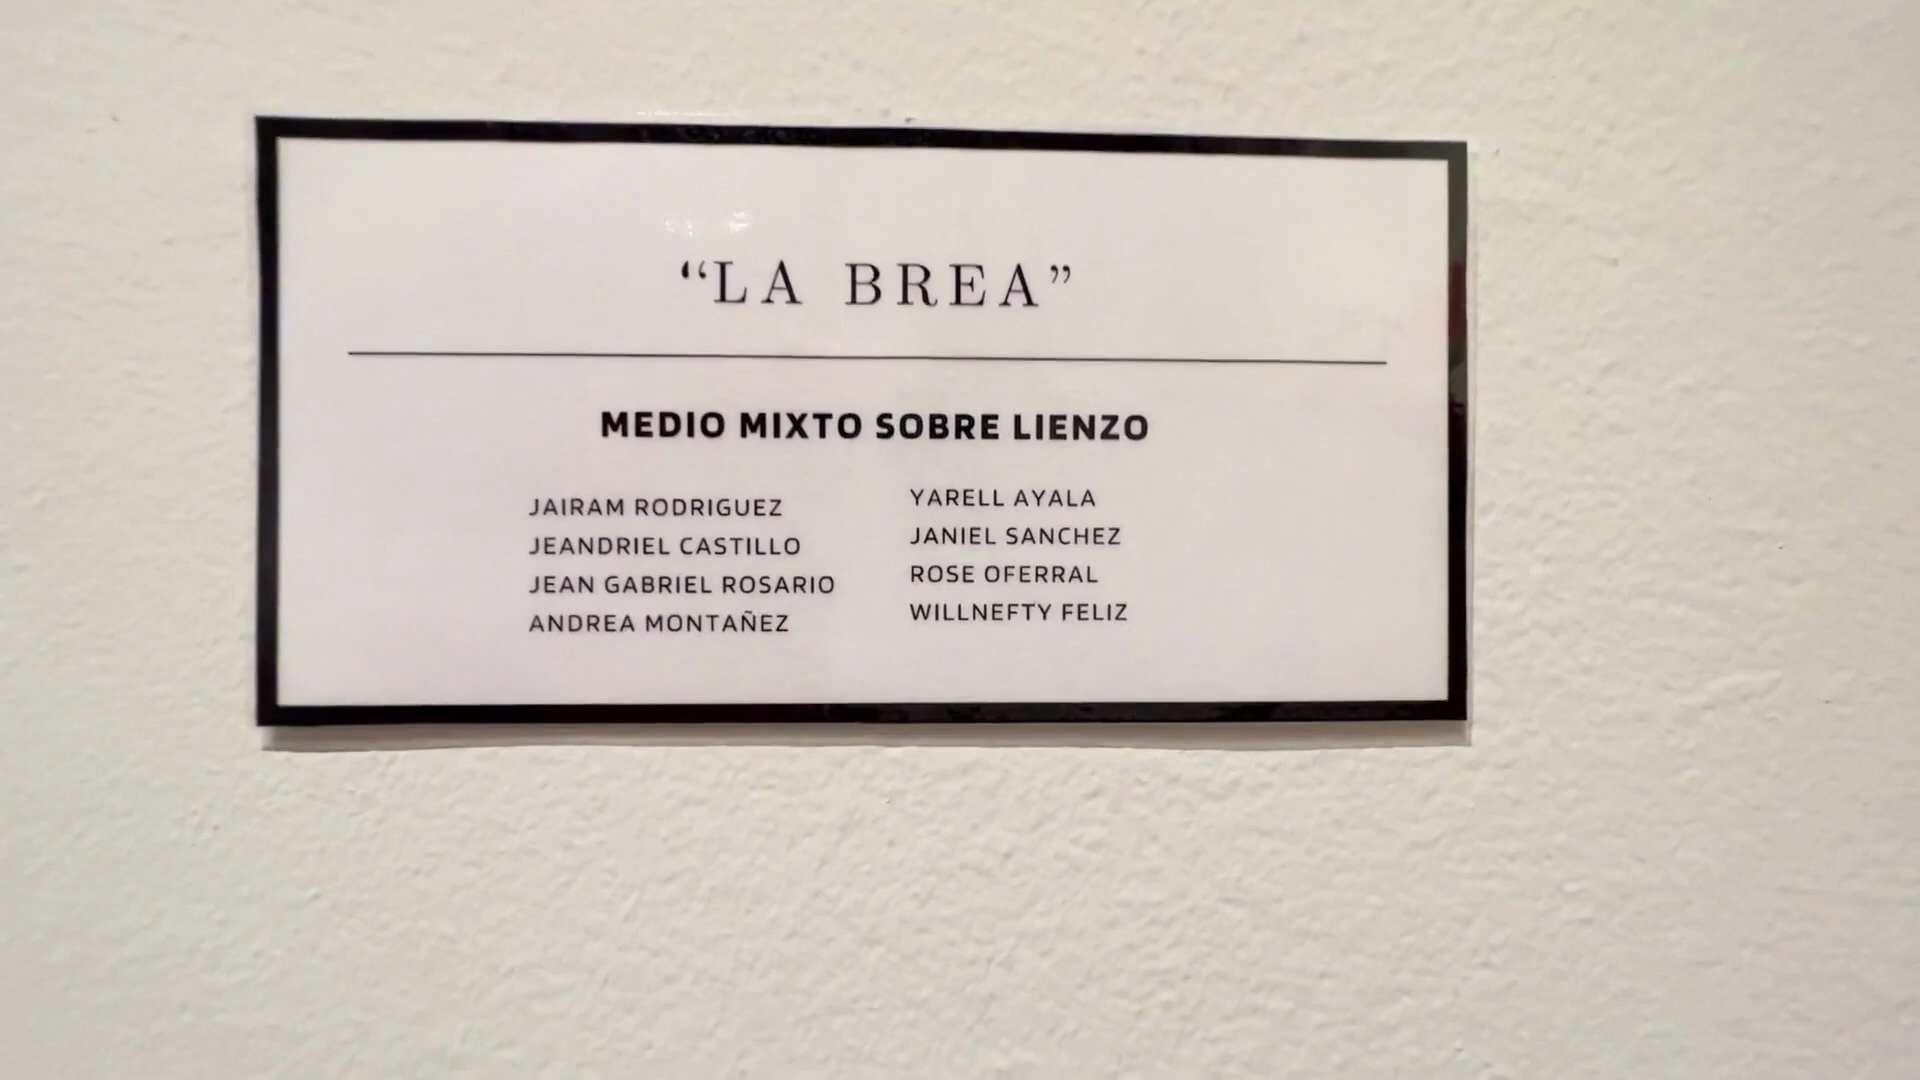 “LA BREA”
MEDIO MIXTO SOBRE LIENZO
JAIRAM RODRIGUEZ
JEANDRIEL CASTILLO
JEAN GABRIEL ROSARIO
ANDREA MONTAÑEZ
YARELL AYALA
JANIEL SANCHEZ
ROSE OFERRAL
WILLNEFTY FELIZ